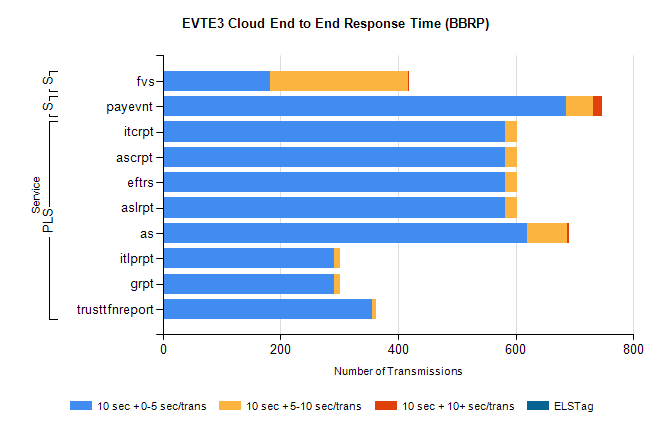 EVTE3 Cloud End to End Response Time (BBRP)
fvs
payevnt
itcrpt
ascrpt
eftrs
aslrpt
as
itlprpt
grpt
trusttfnreport
Service
PLS
0 200 400 600 800
Number of Transmissions
10 sec +0-5 sec/trans 10 sec +5-10 sec/trans 10 sec + 10+ sec/trans ELSTag